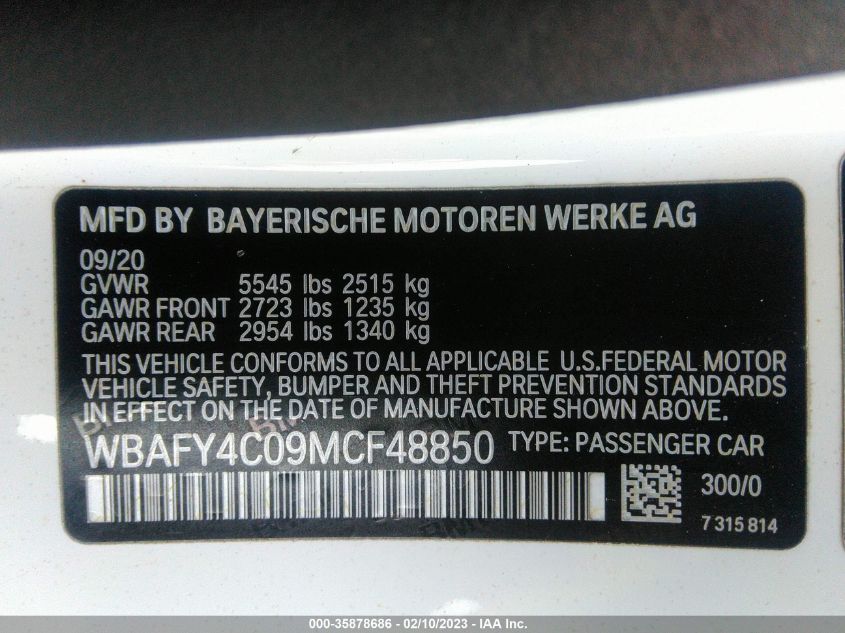 MFD BY BAYERISCHE MOTOREN WERKE AG
09/20
GVWR 5545 lbs 2515 kg
GAWR FRONT 2723 lbs 1235 kg
GAWR REAR 2954 lbs 1340 kg
THIS VEHICLE CONFORMS TO ALL APPLICABLE U.S.FEDERAL MOTOR
VEHICLE SAFETY, BUMPER AND THEFT PREVENTION STANDARDS
IN EFFECT ON THE DATE OF MANUFACTURE SHOWN ABOVE.
WBAFY4C09MCF48850 TYPE: PASSENGER CAR
300/0
7 315 814
000-35878686 - 02/10/2023 - IAA Inc.